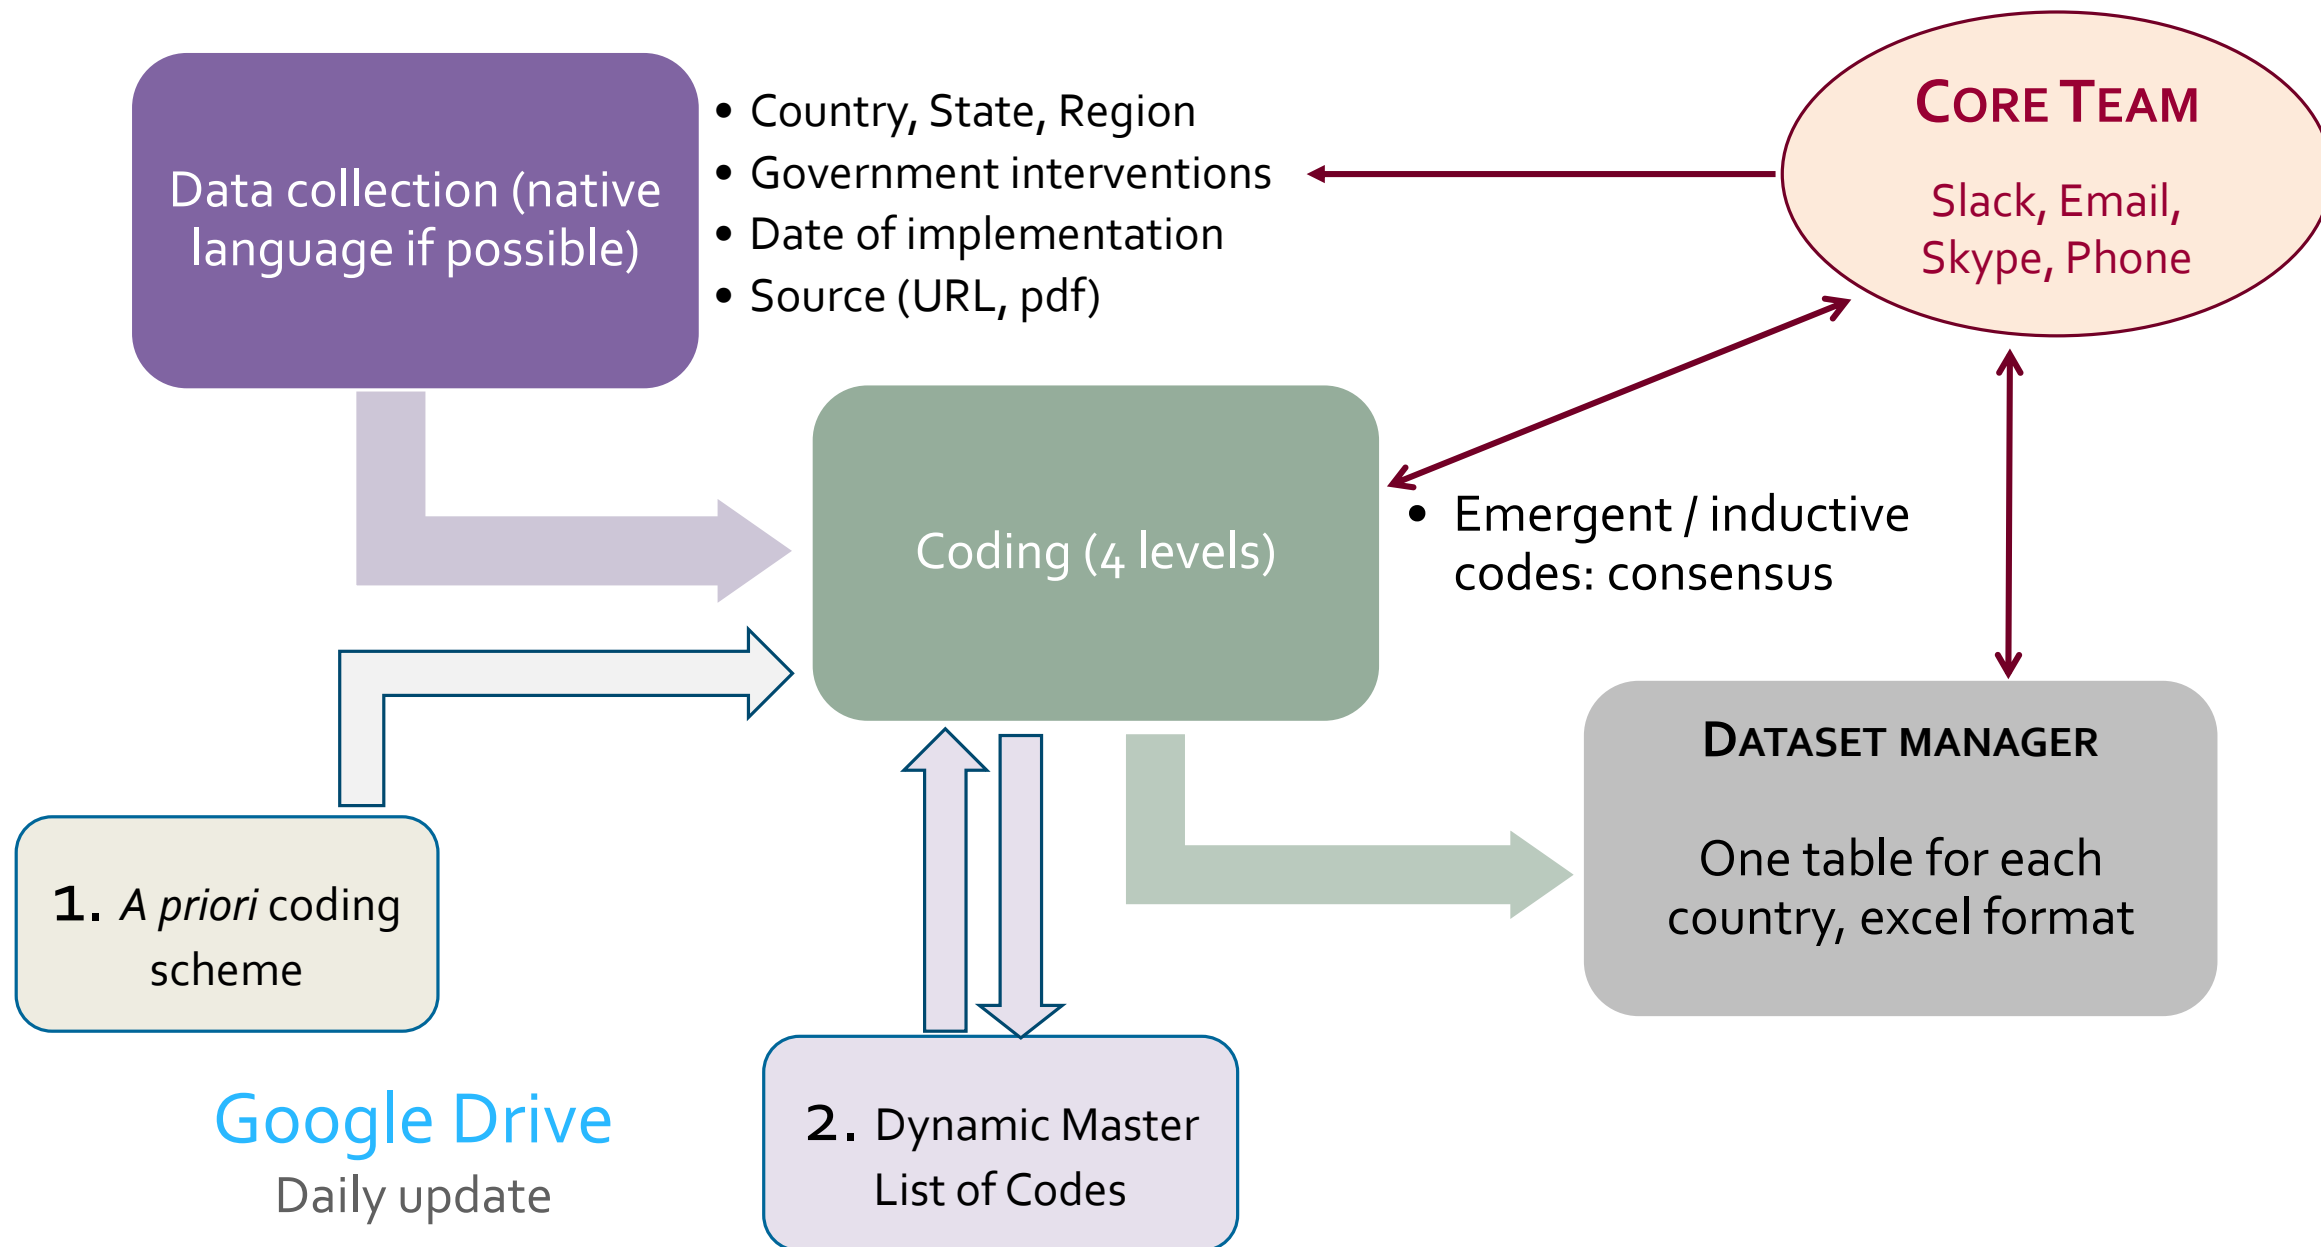 Data collection (native
language if possible)
• Country, State, Region
• Government interventions
• Date of implementation
• Source (URL, pdf)
CORE TEAM
Slack, Email,
Skype, Phone
Coding (4 levels)
• Emergent / inductive
codes: consensus
DATASET MANAGER
One table for each
country, excel format
1. A priori coding
scheme
Google Drive
Daily update
2. Dynamic Master
List of Codes